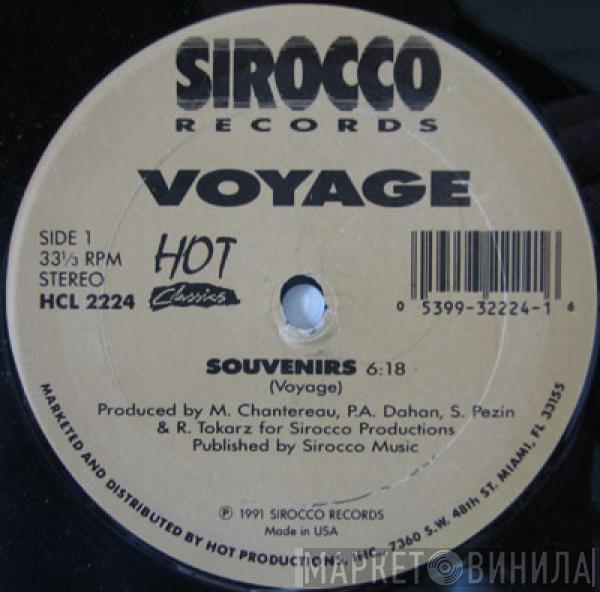 SIROCCO
RECORDS
VOYAGE
SIDE 1
33⅓ RPM
STEREO
HCL 2224
HOT
Classics
0 5399-32224-1 6
SOUVENIRS 6:18
(Voyage)
Produced by M. Chantereau, P.A. Dahan, S. Pezin
& R. Tokarz for Sirocco Productions
Published by Sirocco Music
℗ 1991 SIROCCO RECORDS
Made in USA
MARKETED AND DISTRIBUTED BY HOT PRODUCTIONS, INC., 7360 S.W. 48th ST. MIAMI, FL 33155
МАРКЕТ ВИНИЛА